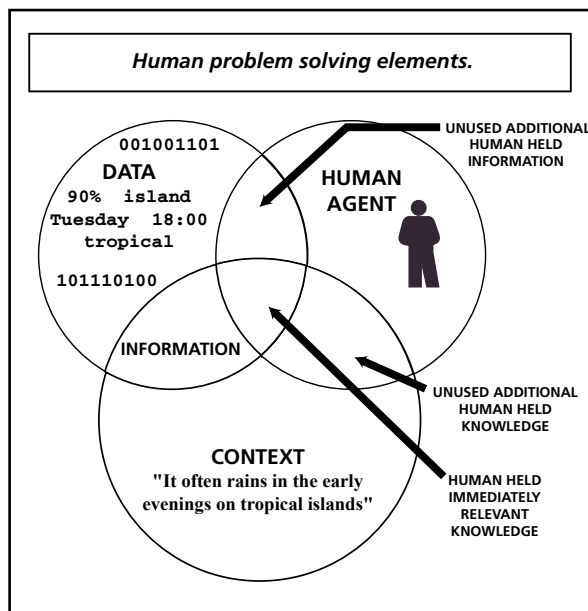 Human problem solving elements.
001001101
DATA
90% island
Tuesday 18:00
tropical
101110100
HUMAN
AGENT
UNUSED ADDITIONAL
HUMAN HELD
INFORMATION
INFORMATION
CONTEXT
"It often rains in the early
evenings on tropical islands"
UNUSED ADDITIONAL
HUMAN HELD
KNOWLEDGE
HUMAN HELD
IMMEDIATELY
RELEVANT
KNOWLEDGE